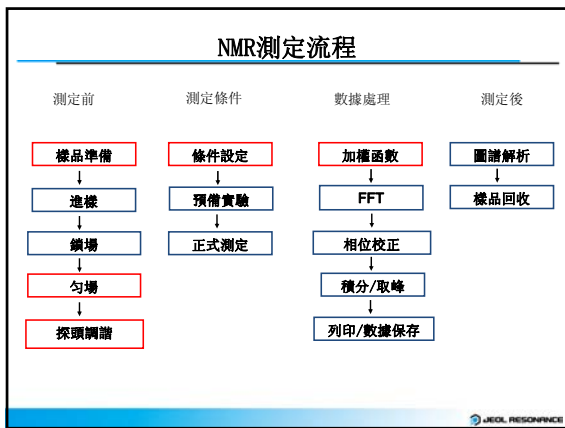 NMR測定流程
測定前
測定條件
數據處理
測定後
樣品準備
進樣
鎖場
匀場
探頭調諧
條件設定
預備實驗
正式測定
加權函數
FFT
相位校正
積分/取峰
列印/數據保存
圖譜解析
樣品回收
JEOL RESONANCE